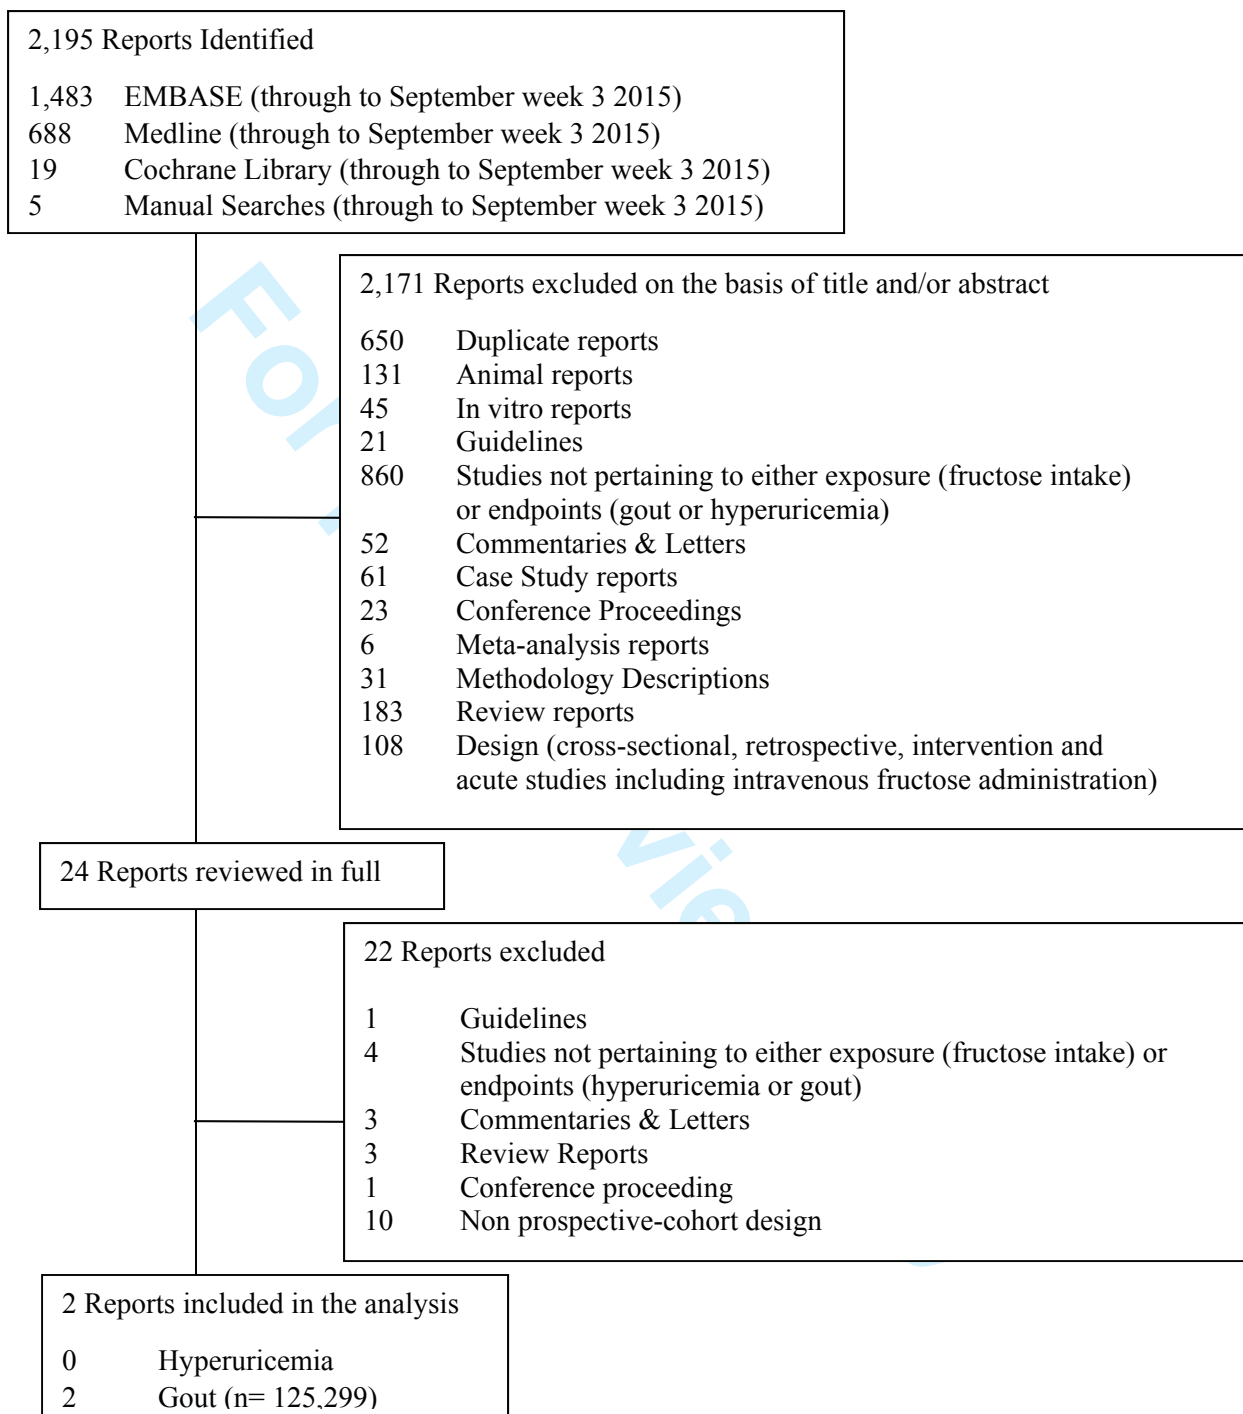 2,195 Reports Identified
1,483 EMBASE (through to September week 3 2015)
688 Medline (through to September week 3 2015)
19 Cochrane Library (through to September week 3 2015)
5 Manual Searches (through to September week 3 2015)
2,171 Reports excluded on the basis of title and/or abstract
650 Duplicate reports
131 Animal reports
45 In vitro reports
21 Guidelines
860 Studies not pertaining to either exposure (fructose intake)
or endpoints (gout or hyperuricemia)
52 Commentaries & Letters
61 Case Study reports
23 Conference Proceedings
6 Meta-analysis reports
31 Methodology Descriptions
183 Review reports
108 Design (cross-sectional, retrospective, intervention and
acute studies including intravenous fructose administration)
24 Reports reviewed in full
22 Reports excluded
1 Guidelines
4 Studies not pertaining to either exposure (fructose intake) or
endpoints (hyperuricemia or gout)
3 Commentaries & Letters
3 Review Reports
1 Conference proceeding
10 Non prospective-cohort design
2 Reports included in the analysis
0 Hyperuricemia
2 Gout (n= 125,299)
For